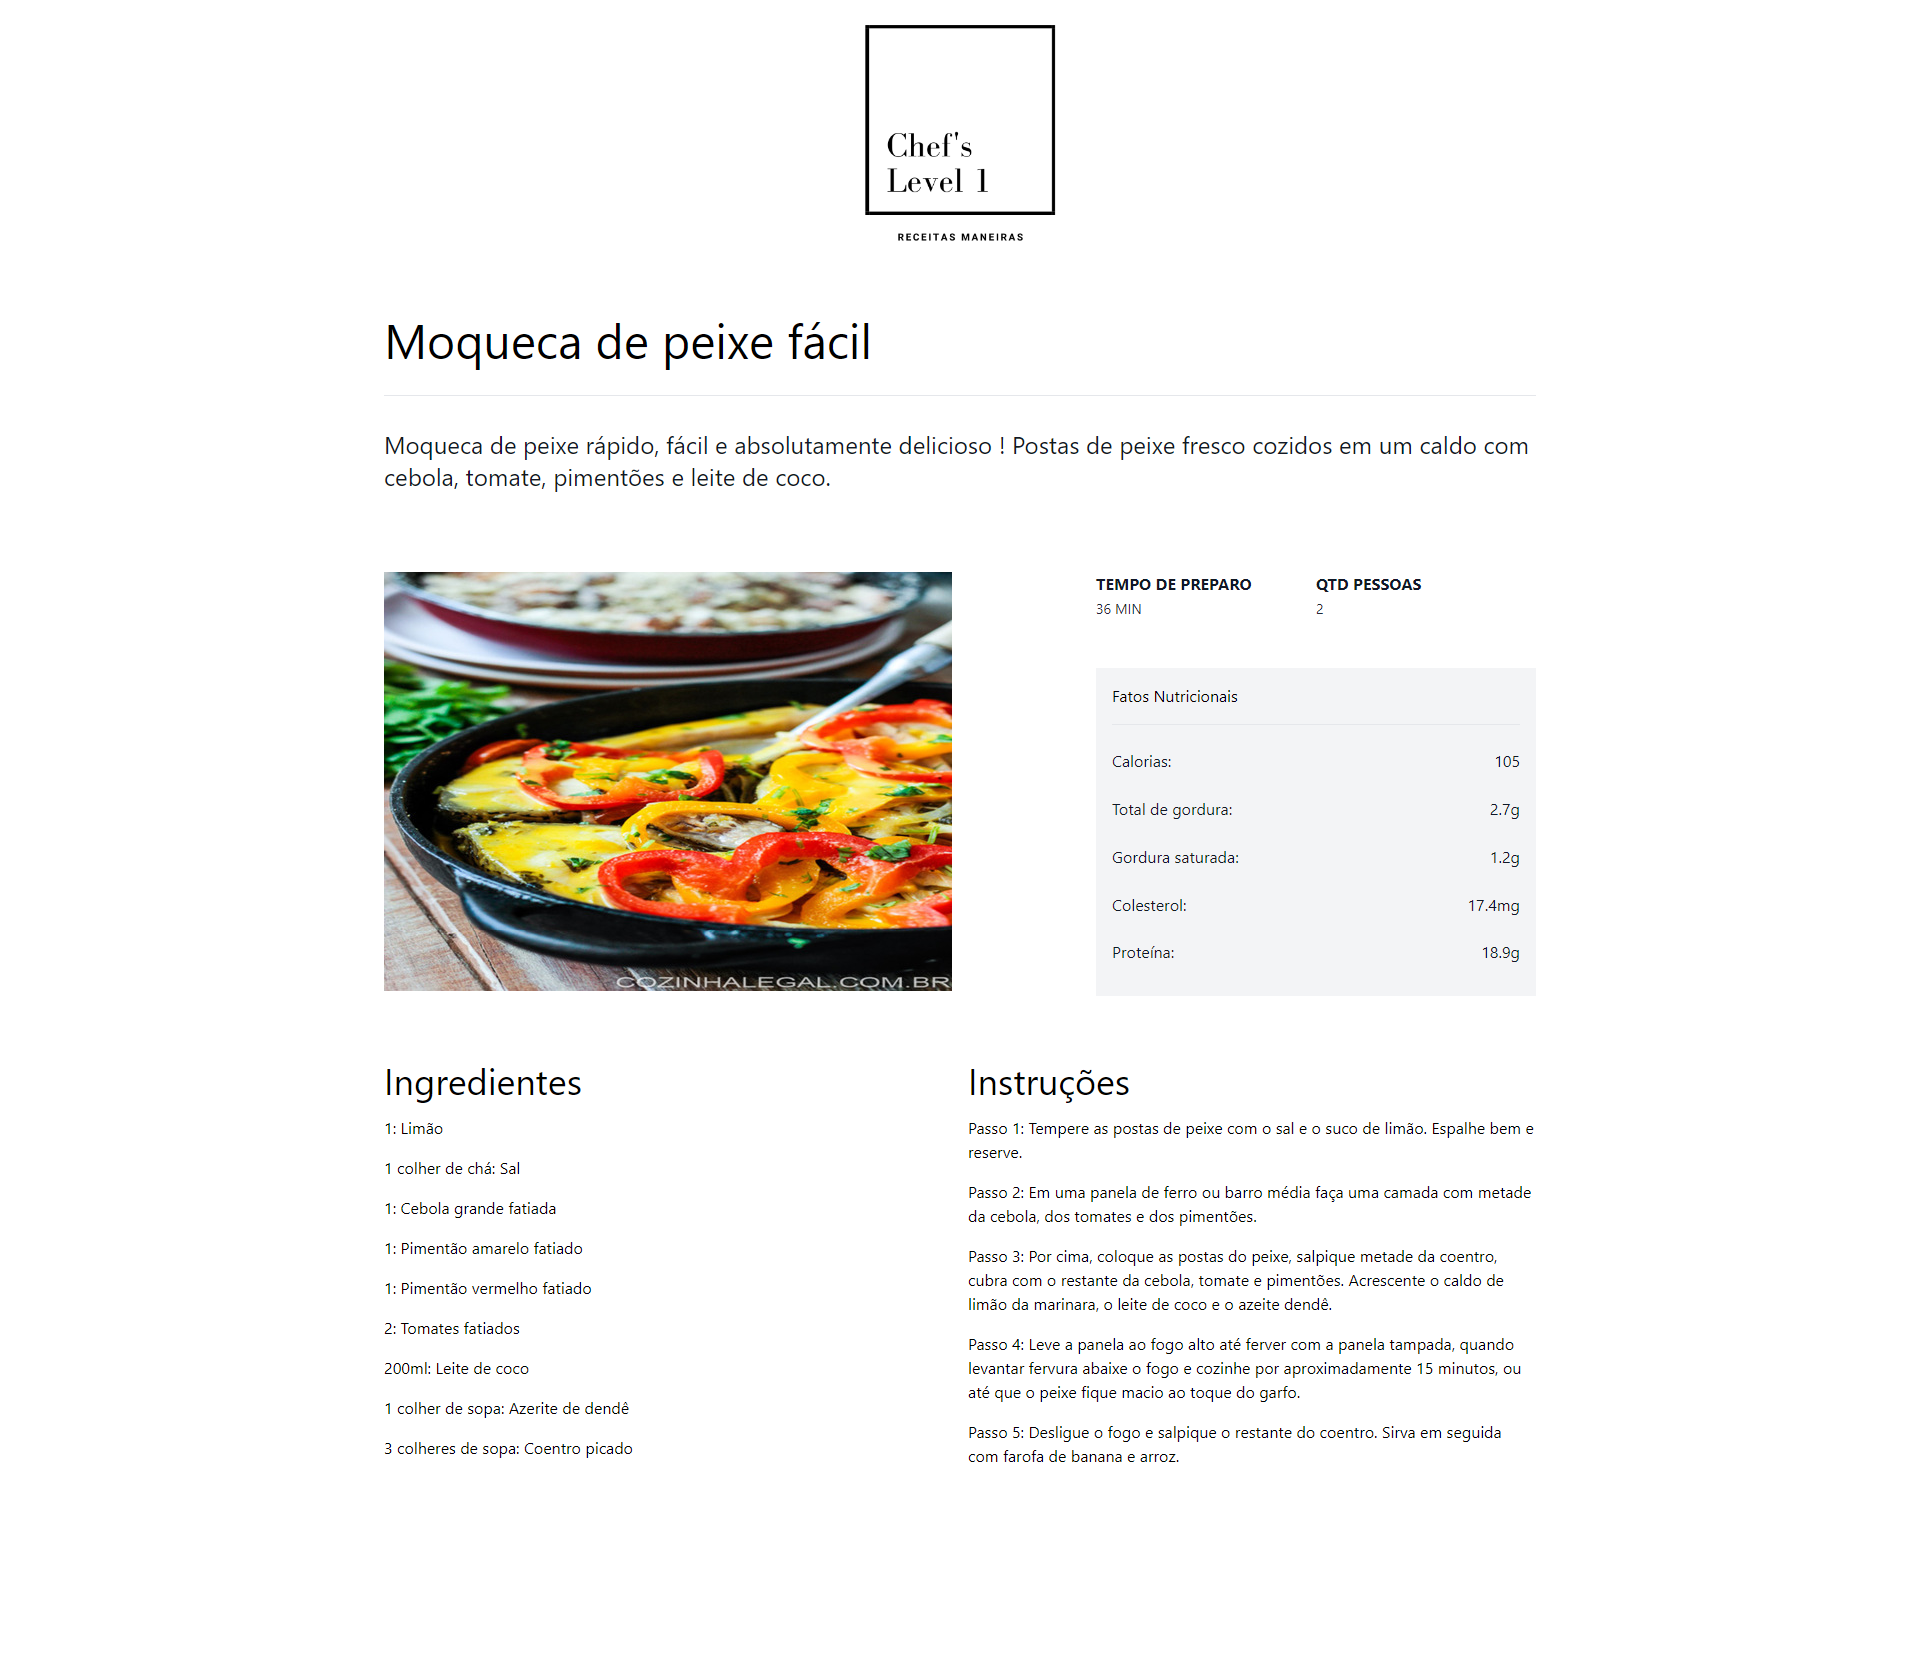 Chef's
Level 1
RECEITAS MANEIRAS
Moqueca de peixe fácil
Moqueca de peixe rápido, fácil e absolutamente delicioso ! Postas de peixe fresco cozidos em um caldo com
cebola, tomate, pimentões e leite de coco.
COZINHALEGAL.COM.BR
TEMPO DE PREPARO
36 MIN
QTD PESSOAS
2
Fatos Nutricionais
Calorias: 105
Total de gordura: 2.7g
Gordura saturada: 1.2g
Colesterol: 17.4mg
Proteína: 18.9g
Ingredientes
1: Limão
1 colher de chá: Sal
1: Cebola grande fatiada
1: Pimentão amarelo fatiado
1: Pimentão vermelho fatiado
2: Tomates fatiados
200ml: Leite de coco
1 colher de sopa: Azerite de dendê
3 colheres de sopa: Coentro picado
Instruções
Passo 1: Tempere as postas de peixe com o sal e o suco de limão. Espalhe bem e
reserve.
Passo 2: Em uma panela de ferro ou barro média faça uma camada com metade
da cebola, dos tomates e dos pimentões.
Passo 3: Por cima, coloque as postas do peixe, salpique metade da coentro,
cubra com o restante da cebola, tomate e pimentões. Acrescente o caldo de
limão da marinara, o leite de coco e o azeite dendê.
Passo 4: Leve a panela ao fogo alto até ferver com a panela tampada, quando
levantar fervura abaixe o fogo e cozinhe por aproximadamente 15 minutos, ou
até que o peixe fique macio ao toque do garfo.
Passo 5: Desligue o fogo e salpique o restante do coentro. Sirva em seguida
com farofa de banana e arroz.